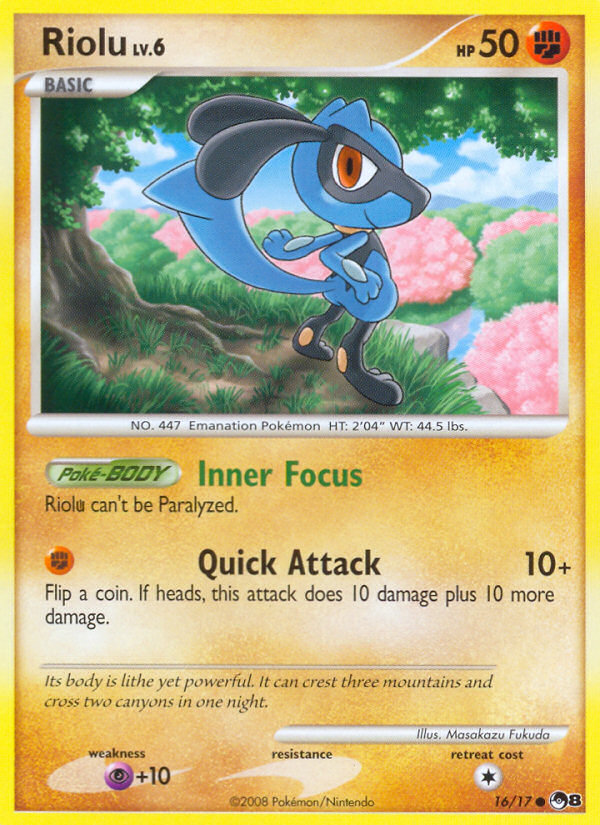 Riolu LV.6 HP 50
BASIC
NO. 447 Emanation Pokémon HT: 2'04" WT: 44.5 lbs.
Poké-BODY Inner Focus
Riolu can't be Paralyzed.
Quick Attack 10+
Flip a coin. If heads, this attack does 10 damage plus 10 more
damage.
Its body is lithe yet powerful. It can crest three mountains and
cross two canyons in one night.
Illus. Masakazu Fukuda
weakness resistance retreat cost
+10
©2008 Pokémon/Nintendo 16/17 8